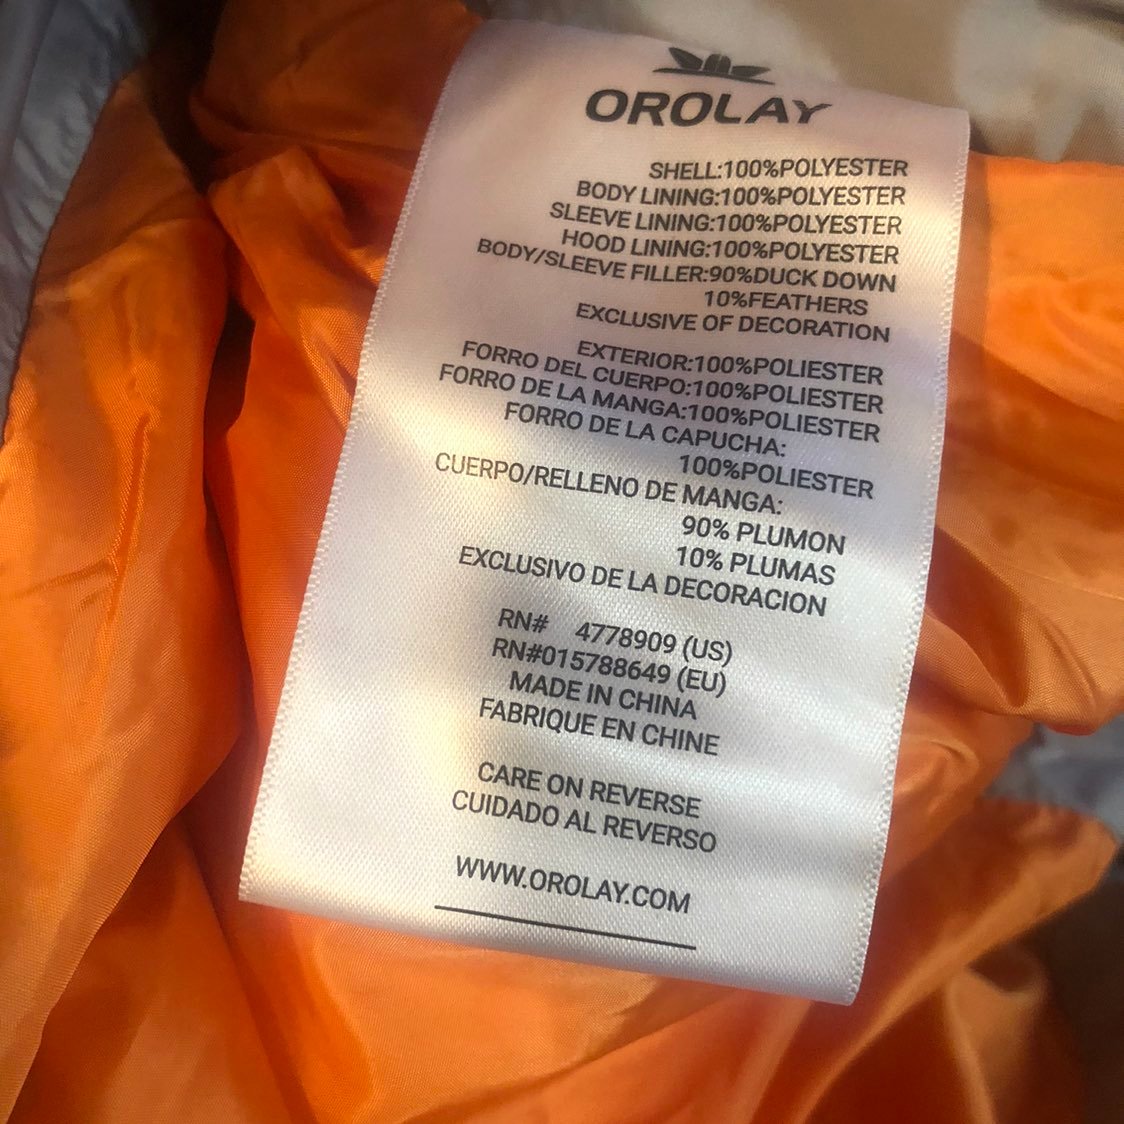 OROLAY
SHELL:100%POLYESTER
BODY LINING:100%POLYESTER
SLEEVE LINING:100%POLYESTER
HOOD LINING:100%POLYESTER
BODY/SLEEVE FILLER:90%DUCK DOWN
10%FEATHERS
EXCLUSIVE OF DECORATION
EXTERIOR:100%POLIESTER
FORRO DEL CUERPO:100%POLIESTER
FORRO DE LA MANGA:100%POLIESTER
FORRO DE LA CAPUCHA:
100%POLIESTER
CUERPO/RELLENO DE MANGA:
90% PLUMON
10% PLUMAS
EXCLUSIVO DE LA DECORACION
RN# 4778909 (US)
RN#015788649 (EU)
MADE IN CHINA
FABRIQUE EN CHINE
CARE ON REVERSE
CUIDADO AL REVERSO
WWW.OROLAY.COM